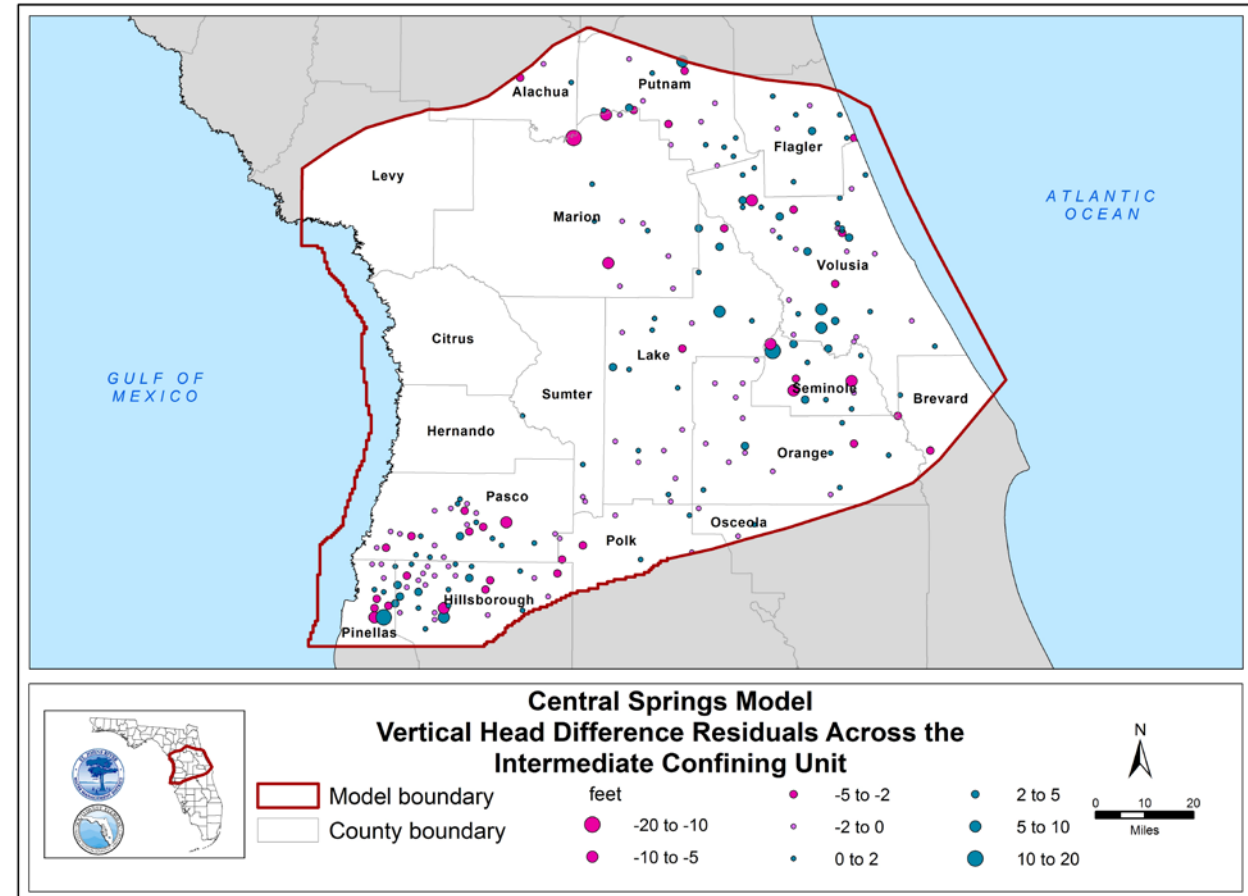 Alachua
Putnam
Flagler
Levy
Marion
ATLANTIC
OCEAN
Volusia
Citrus
Lake
GULF OF
MEXICO
Sumter
Seminole
Brevard
Hernando
Orange
Pasco
Osceola
Polk
Hillsborough
Pinellas
Central Springs Model
Vertical Head Difference Residuals Across the
Intermediate Confining Unit
Model boundary
County boundary
feet
-20 to -10
-10 to -5
-5 to -2
-2 to 0
0 to 2
2 to 5
5 to 10
10 to 20
N
0 10 20
Miles